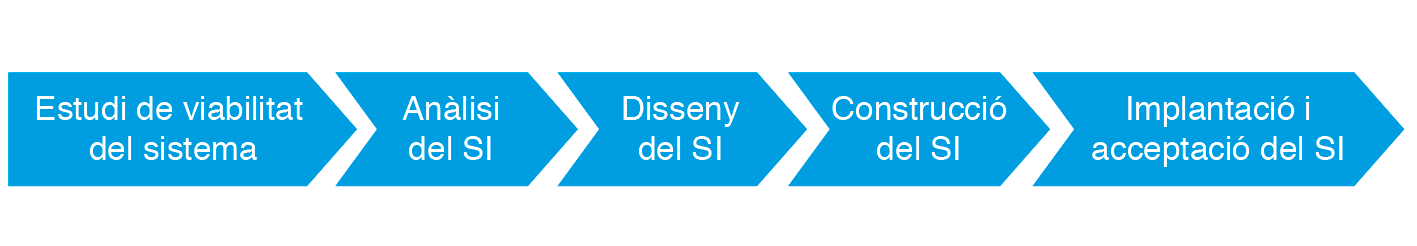 Estudi de viabilitat
del sistema
Anàlisi
del SI
Disseny
del SI
Construcció
del SI
Implantació i
acceptació del SI